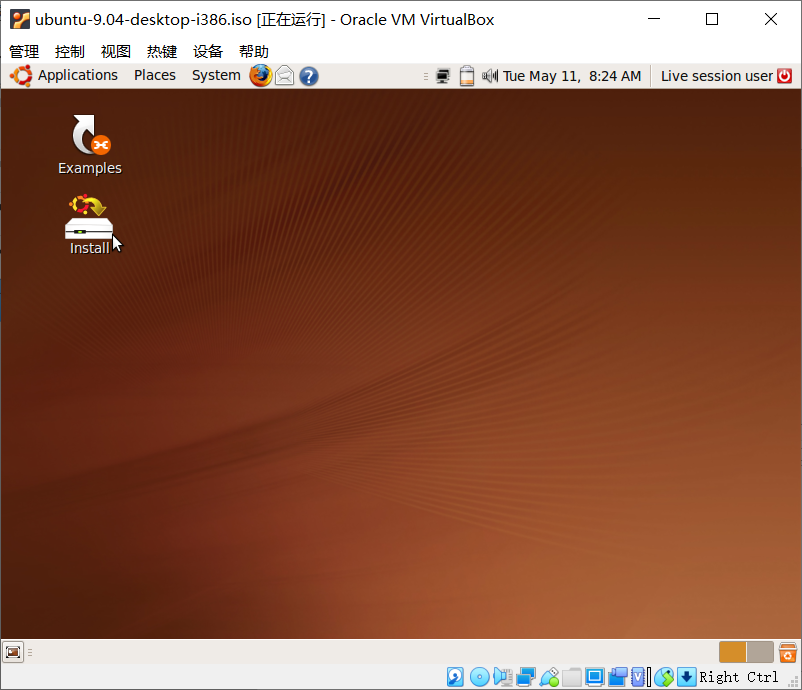 ubuntu-9.04-desktop-i386.iso [正在运行] - Oracle VM VirtualBox
管理 控制 视图 热键 设备 帮助
Applications Places System Tue May 11, 8:24 AM Live session user
Examples
Install
Right Ctrl